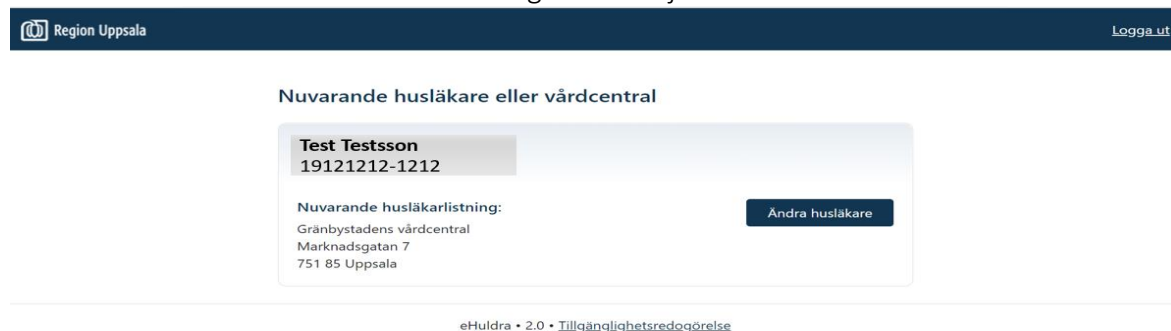 Region Uppsala
Logga ut
Nuvarande husläkare eller vårdcentral
Test Testsson
19121212-1212
Nuvarande husläkarlistning:
Ändra husläkare
Gränbystadens vårdcentral
Marknadsgatan 7
751 85 Uppsala
eHuldra • 2.0 • Tillgänglighetsredogörelse